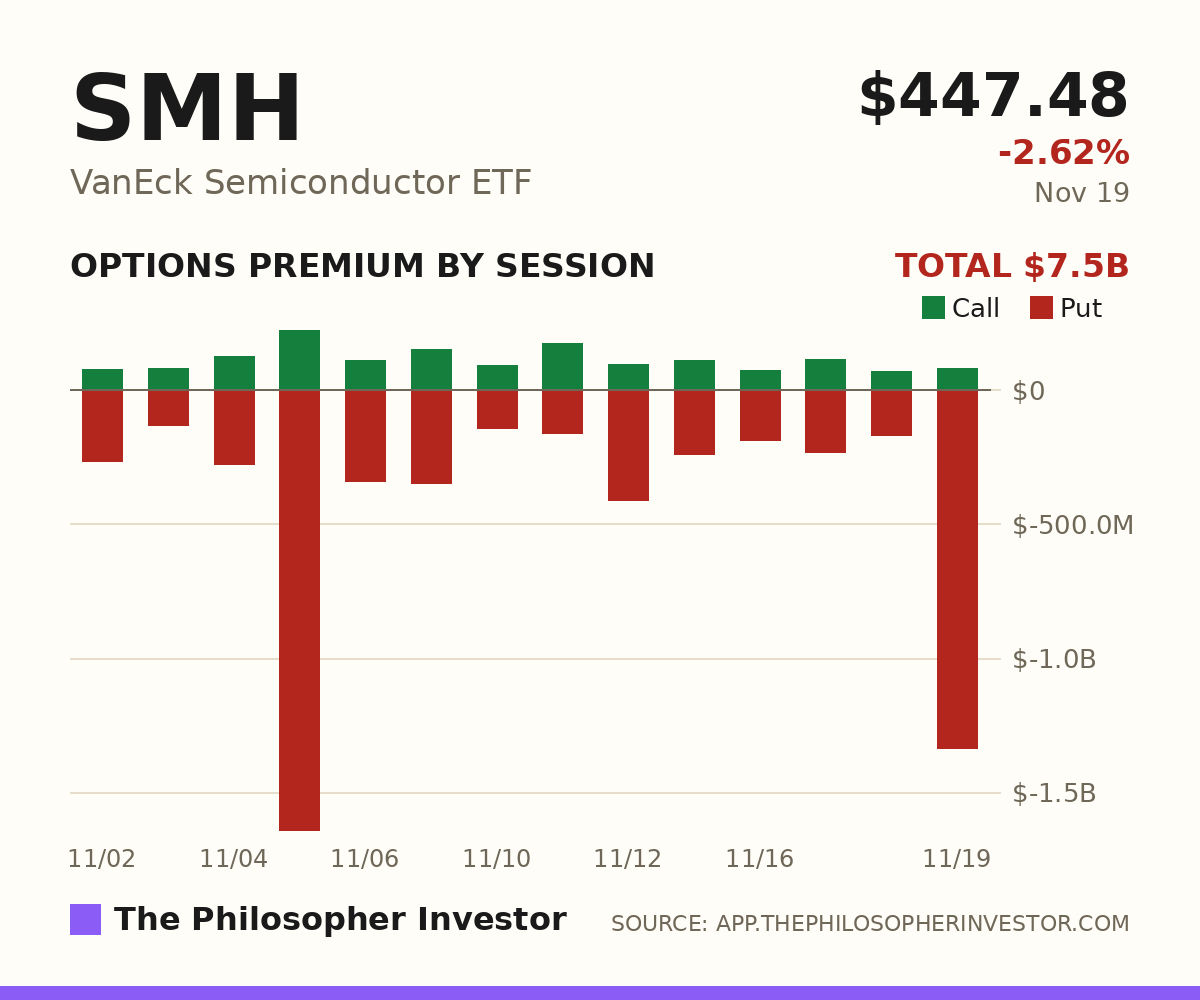 SMH
$447.48
-2.62%
VanEck Semiconductor ETF
Nov 19
OPTIONS PREMIUM BY SESSION
TOTAL $7.5B
Call
Put
$0
$-500.0M
$-1.0B
$-1.5B
11/02 11/04 11/06 11/10 11/12 11/16 11/19
The Philosopher Investor
SOURCE: APP.THEPHILOSOPHERINVESTOR.COM